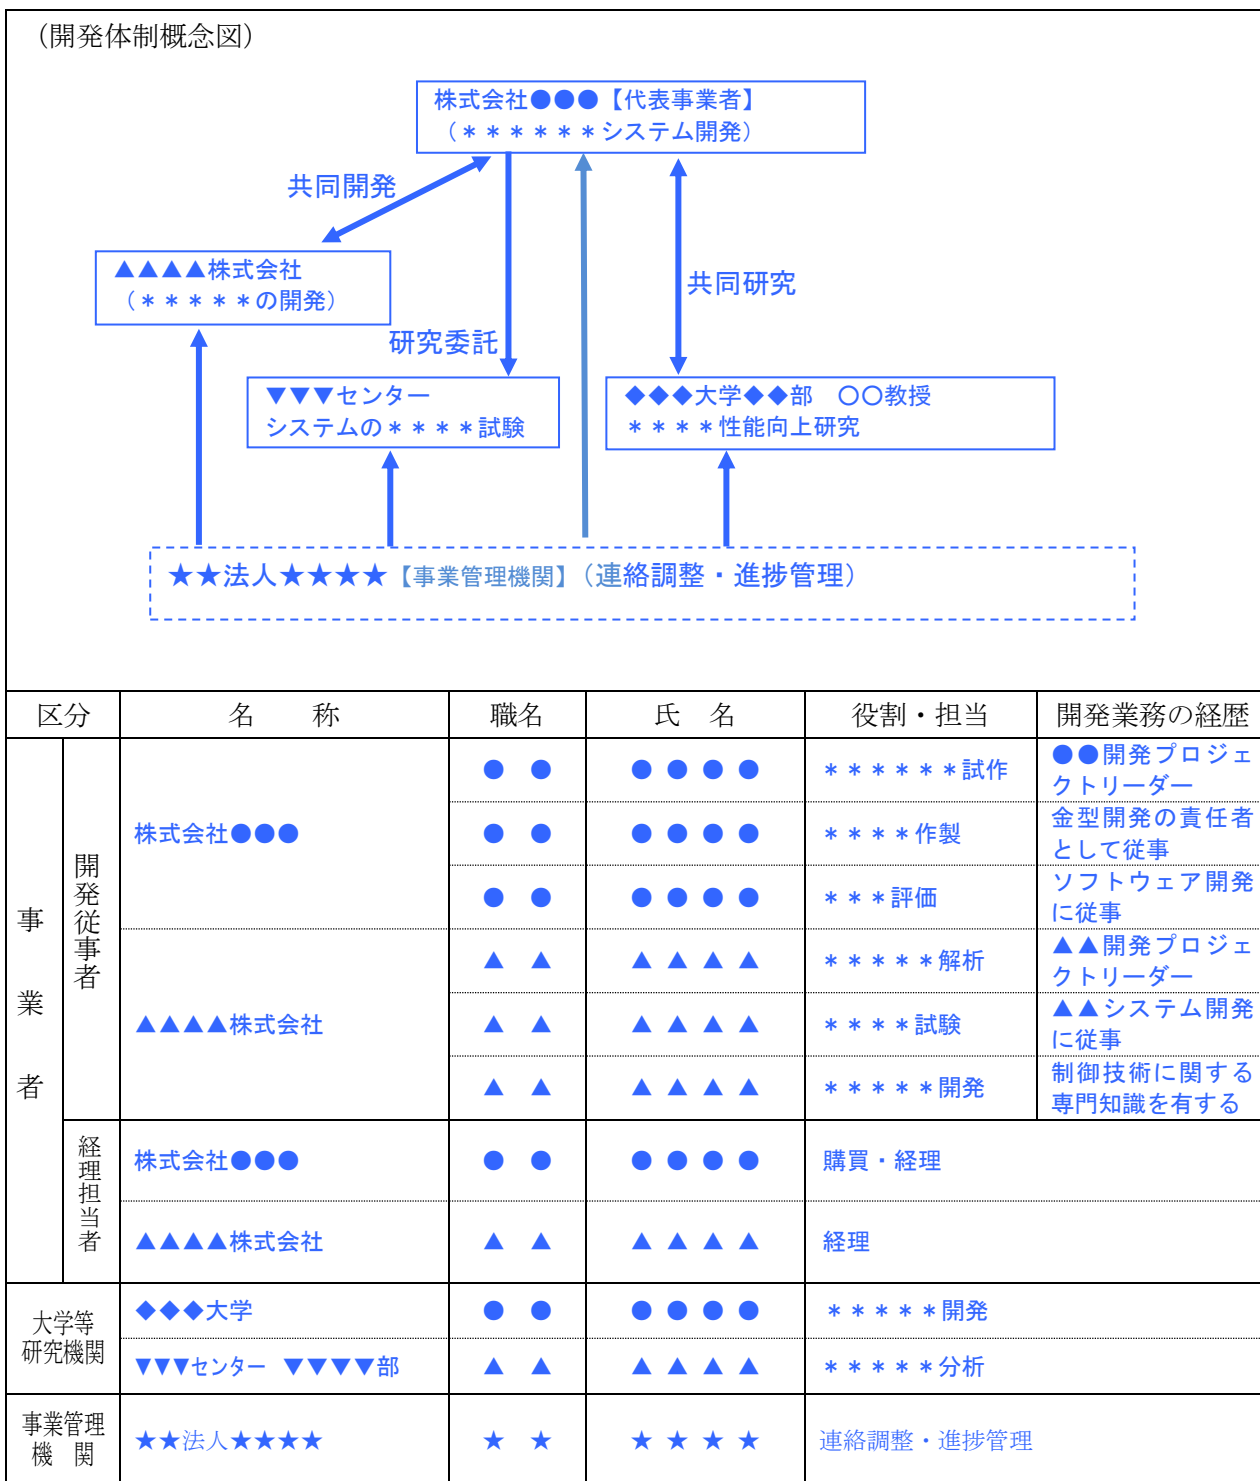 （開発体制概念図）
株式会社●●●【代表事業者】
（＊＊＊＊＊＊システム開発）
共同開発
▲▲▲▲株式会社
（＊＊＊＊＊の開発）
共同研究
研究委託
▼▼▼センター
システムの＊＊＊＊試験
◆◆◆大学◆◆部　〇〇教授
＊＊＊＊性能向上研究
★★法人★★★★【事業管理機関】（連絡調整・進捗管理）
区分　名　称　職名　氏　名　役割・担当　開発業務の経歴
事業者
開発従事者
株式会社●●●
●　●　●●●●　＊＊＊＊＊＊試作　●●開発プロジェ
クトリーダー
●　●　●●●●　＊＊＊＊作製　金型開発の責任者
として従事
●　●　●●●●　＊＊＊評価　ソフトウェア開発
に従事
▲▲▲▲株式会社
▲　▲　▲▲▲▲　＊＊＊＊＊解析　▲▲開発プロジェ
クトリーダー
▲　▲　▲▲▲▲　＊＊＊＊試験　▲▲システム開発
に従事
▲　▲　▲▲▲▲　＊＊＊＊＊開発　制御技術に関する
専門知識を有する
経理担当者
株式会社●●●　●　●　●●●●　購買・経理
▲▲▲▲株式会社　▲　▲　▲▲▲▲　経理
大学等
研究機関
◆◆◆大学　●　●　●●●●　＊＊＊＊＊開発
▼▼▼センター　▼▼▼▼部　▲　▲　▲▲▲▲　＊＊＊＊＊分析
事業管理
機　関
★★法人★★★★　★　★　★★★★　連絡調整・進捗管理